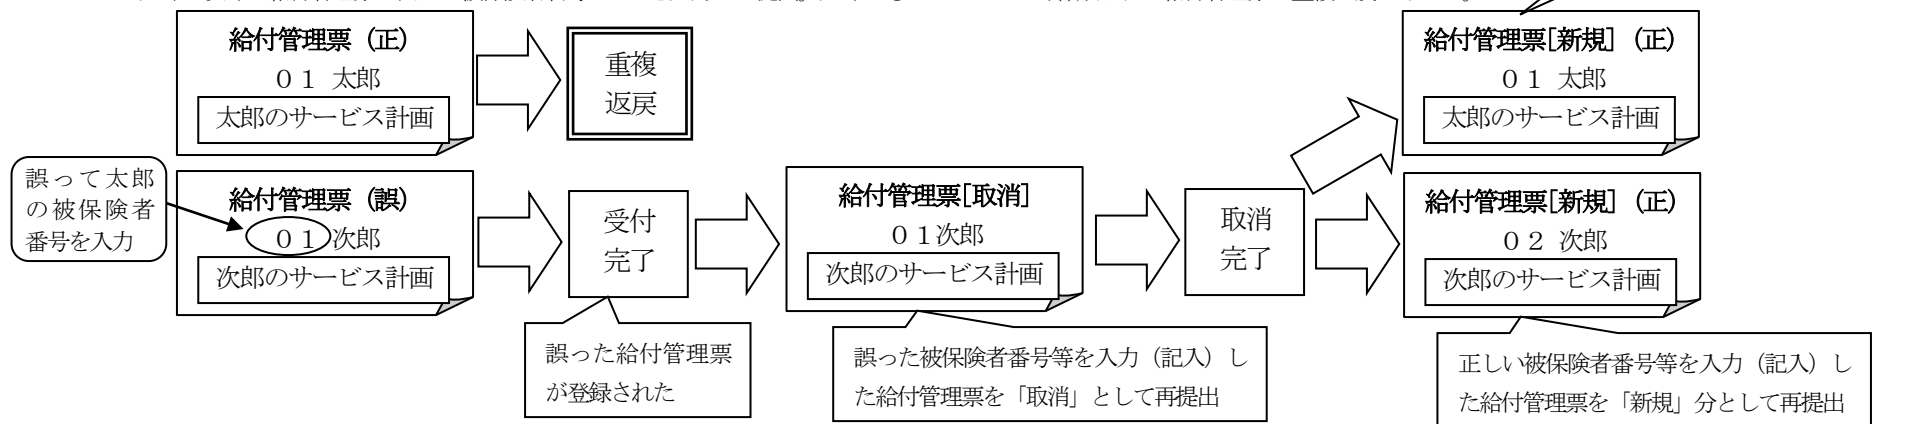 給付管理票（正）
０１ 太郎
太郎のサービス計画
重複
返戻
給付管理票[新規]（正）
０１ 太郎
太郎のサービス計画
誤って太郎
の被保険者
番号を入力
給付管理票（誤）
０１次郎
次郎のサービス計画
受付
完了
給付管理票[取消]
０１次郎
次郎のサービス計画
取消
完了
給付管理票[新規]（正）
０２ 次郎
次郎のサービス計画
誤った給付管理票
が登録された
誤った被保険者番号等を入力（記入）し
た給付管理票を「取消」として再提出
正しい被保険者番号等を入力（記入）し
た給付管理票を「新規」分として再提出